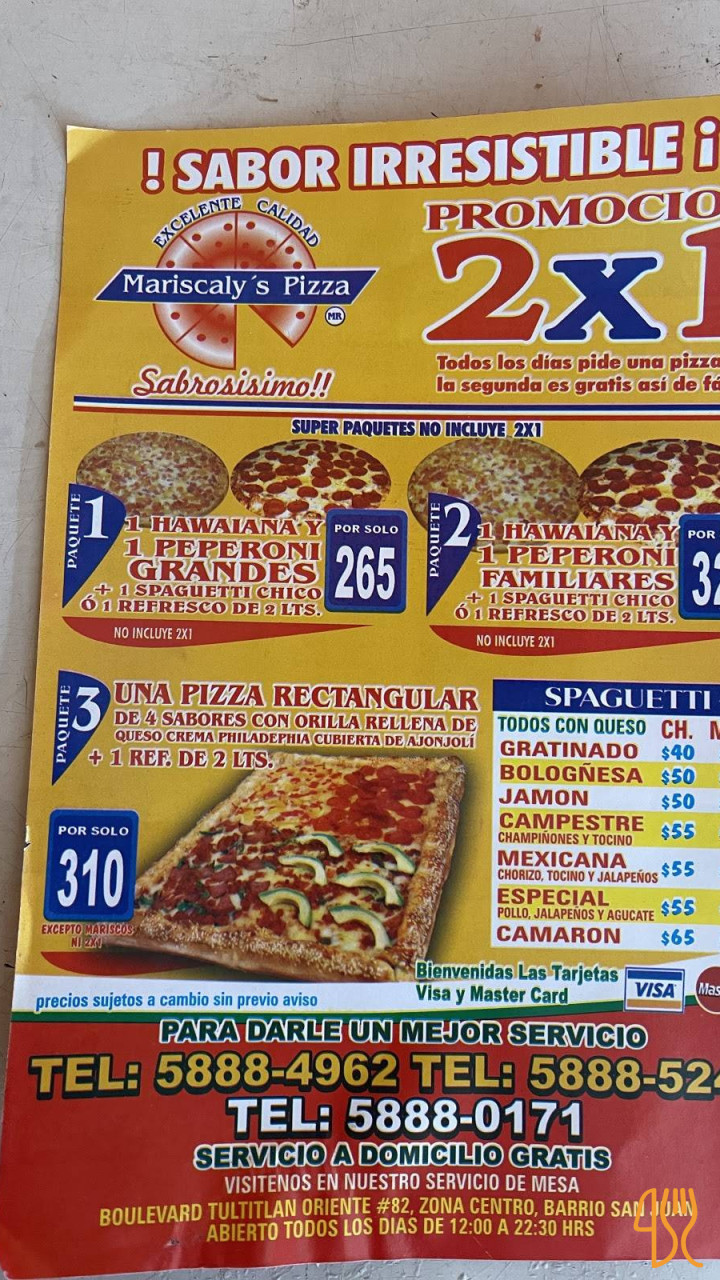 ! SABOR IRRESISTIBLE ¡
EXCELENTE CALIDAD
Mariscaly´s Pizza
MR
Sabrosisimo!!
PROMOCIO
2x1
Todos los días pide una pizza
la segunda es gratis así de fá
SUPER PAQUETES NO INCLUYE 2X1
PAQUETE 1
1 HAWAIANA Y
1 PEPERONI
GRANDES
+ 1 SPAGUETTI CHICO
Ó 1 REFRESCO DE 2 LTS.
POR SOLO
265
NO INCLUYE 2X1
PAQUETE 2
1 HAWAIANA Y
1 PEPERONI
FAMILIARES
+ 1 SPAGUETTI CHICO
Ó 1 REFRESCO DE 2 LTS.
POR
NO INCLUYE 2X1
PAQUETE 3
UNA PIZZA RECTANGULAR
DE 4 SABORES CON ORILLA RELLENA DE
QUESO CREMA PHILADEPHIA CUBIERTA DE AJONJOLÍ
+ 1 REF. DE 2 LTS.
POR SOLO
310
EXCEPTO MARISCOS
NI 2X1
SPAGUETTI
TODOS CON QUESO CH.
GRATINADO $40
BOLOGÑESA $50
JAMON $50
CAMPESTRE $55
CHAMPIÑONES Y TOCINO
MEXICANA $55
CHORIZO, TOCINO Y JALAPEÑOS
ESPECIAL $55
POLLO, JALAPEÑOS Y AGUCATE
CAMARON $65
Bienvenidas Las Tarjetas
Visa y Master Card
VISA
Mas
precios sujetos a cambio sin previo aviso
PARA DARLE UN MEJOR SERVICIO
TEL: 5888-4962 TEL: 5888-524
TEL: 5888-0171
SERVICIO A DOMICILIO GRATIS
VISITENOS EN NUESTRO SERVICIO DE MESA
BOULEVARD TULTITLAN ORIENTE #82, ZONA CENTRO, BARRIO SAN JUAN
ABIERTO TODOS LOS DIAS DE 12:00 A 22:30 HRS